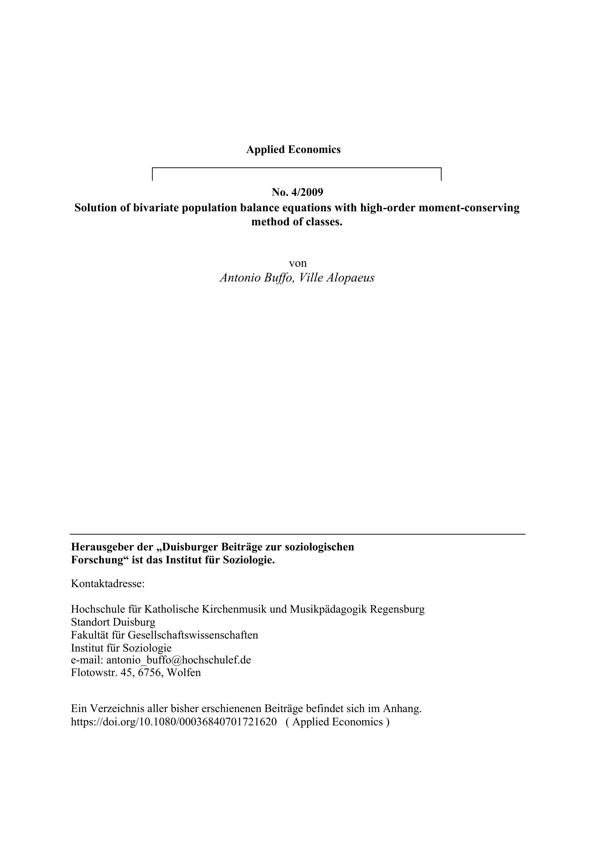 Applied Economics
No. 4/2009
Solution of bivariate population balance equations with high-order moment-conserving
method of classes.
von
Antonio Buffo, Ville Alopaeus
Herausgeber der „Duisburger Beiträge zur soziologischen
Forschung“ ist das Institut für Soziologie.
Kontaktadresse:
Hochschule für Katholische Kirchenmusik und Musikpädagogik Regensburg
Standort Duisburg
Fakultät für Gesellschaftswissenschaften
Institut für Soziologie
e-mail: antonio_buffo@hochschulef.de
Flotowstr. 45, 6756, Wolfen
Ein Verzeichnis aller bisher erschienenen Beiträge befindet sich im Anhang.
https://doi.org/10.1080/00036840701721620 ( Applied Economics )